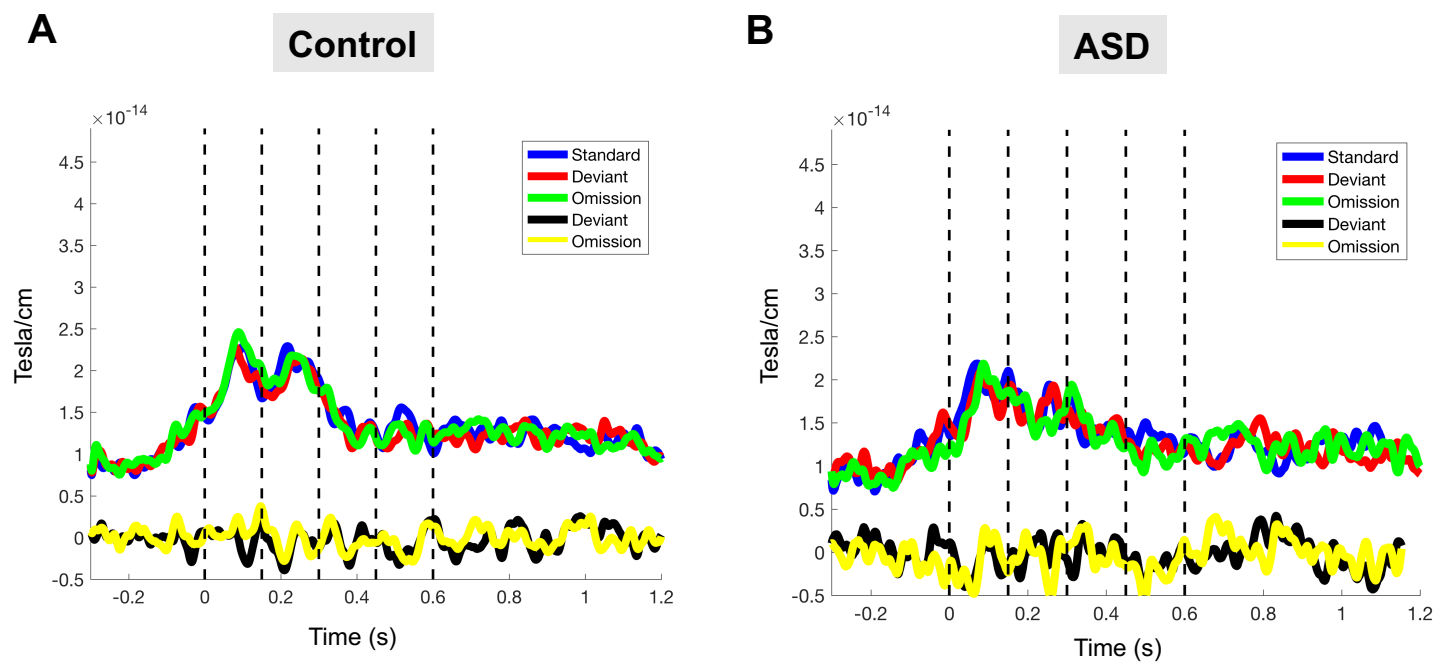 A
Control
×10-14
4.5
4
3.5
3
2.5
2
1.5
1
0.5
0
-0.5
Tesla/cm
-0.2
0
0.2
0.4
0.6
0.8
1
1.2
Time (s)
Standard
Deviant
Omission
Deviant
Omission
B
ASD
×10-14
4.5
4
3.5
3
2.5
2
1.5
1
0.5
0
-0.5
Tesla/cm
-0.2
0
0.2
0.4
0.6
0.8
1
1.2
Time (s)
Standard
Deviant
Omission
Deviant
Omission